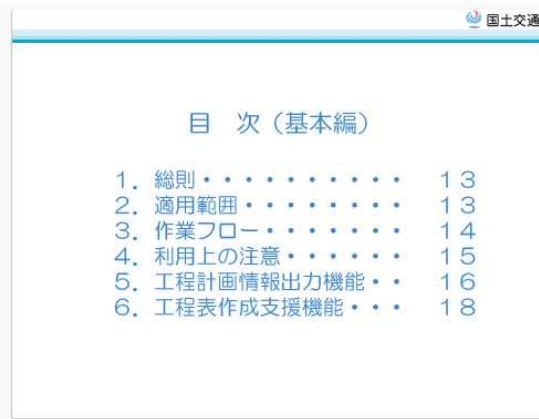 国土交通
目　次（基本編）
１．総則・・・・・・・・・・　１３
２．適用範囲・・・・・・・・　１３
３．作業フロー・・・・・・・　１４
４．利用上の注意・・・・・・　１５
５．工程計画情報出力機能・・　１６
６．工程表作成支援機能・・・　１８